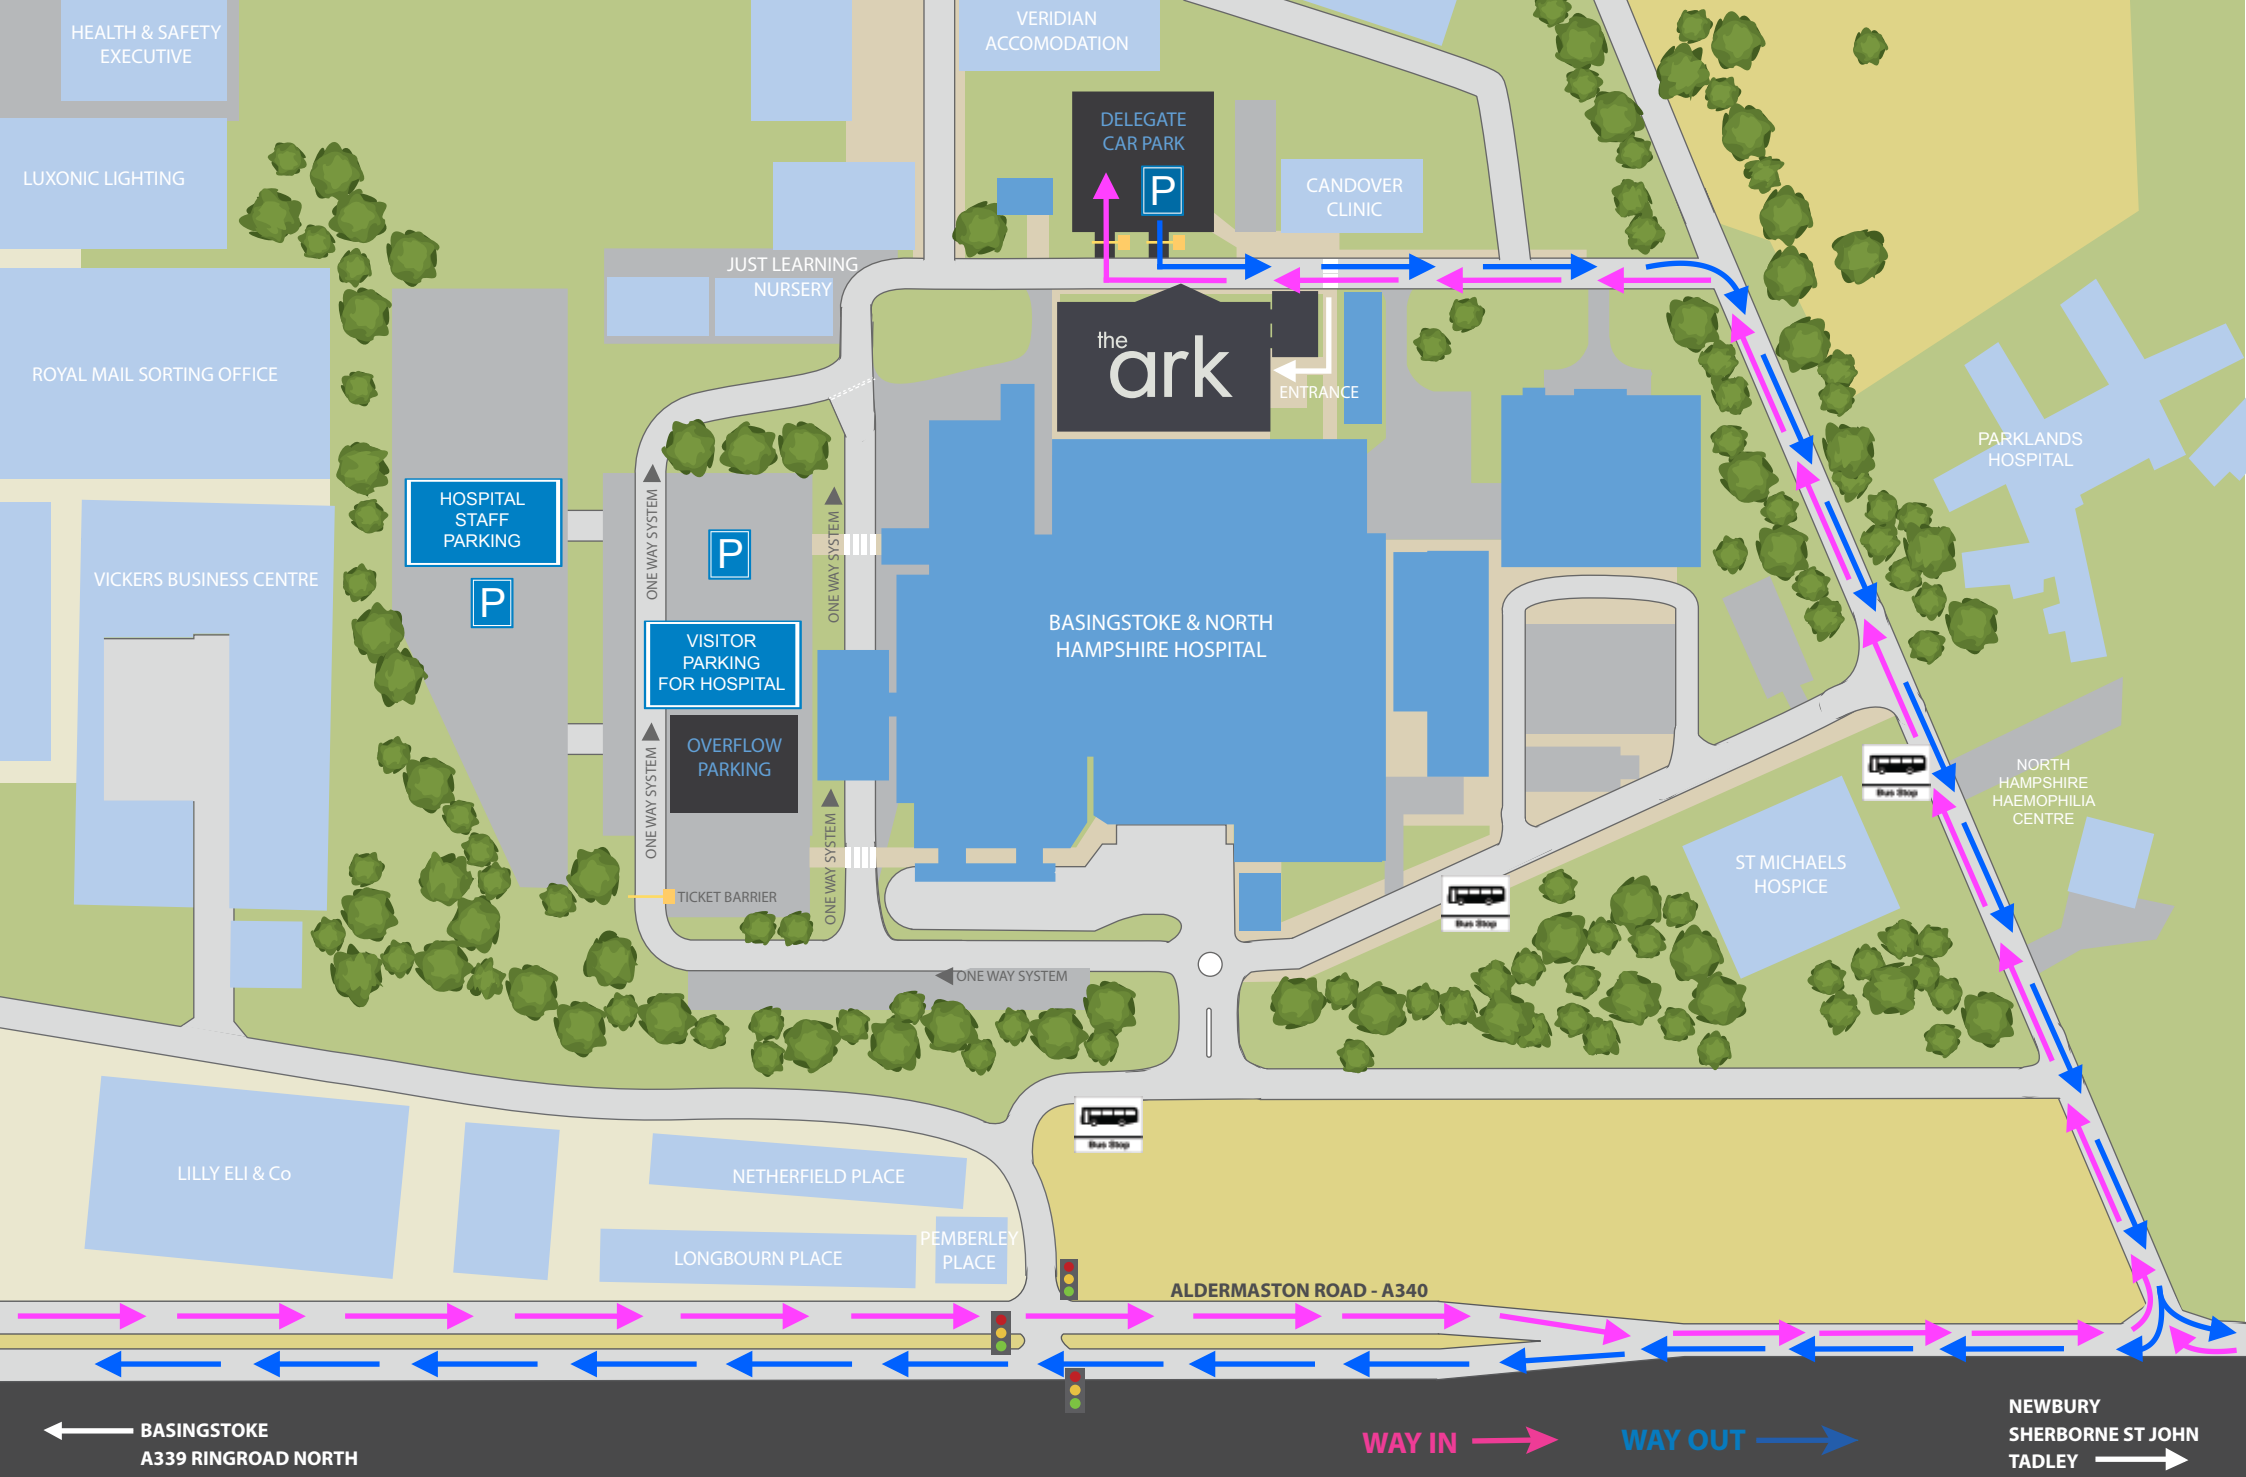 HEALTH & SAFETY
EXECUTIVE
VERIDIAN
ACCOMODATION
DELEGATE
CAR PARK
P
LUXONIC LIGHTING
CANDOVER
CLINIC
JUST LEARNING
NURSERY
the
ark
ENTRANCE
ROYAL MAIL SORTING OFFICE
PARKLANDS
HOSPITAL
HOSPITAL
STAFF
PARKING
P
ONE WAY SYSTEM
P
ONE WAY SYSTEM
VICKERS BUSINESS CENTRE
BASINGSTOKE & NORTH
HAMPSHIRE HOSPITAL
VISITOR
PARKING
FOR HOSPITAL
OVERFLOW
PARKING
ONE WAY SYSTEM
ONE WAY SYSTEM
TICKET BARRIER
ONE WAY SYSTEM
Bus Stop
NORTH
HAMPSHIRE
HAEMOPHILIA
CENTRE
ST MICHAELS
HOSPICE
Bus Stop
Bus Stop
LILLY ELI & Co
NETHERFIELD PLACE
LONGBOURN PLACE
PEMBERLEY
PLACE
ALDERMASTON ROAD - A340
BASINGSTOKE
A339 RINGROAD NORTH
WAY IN
WAY OUT
NEWBURY
SHERBORNE ST JOHN
TADLEY